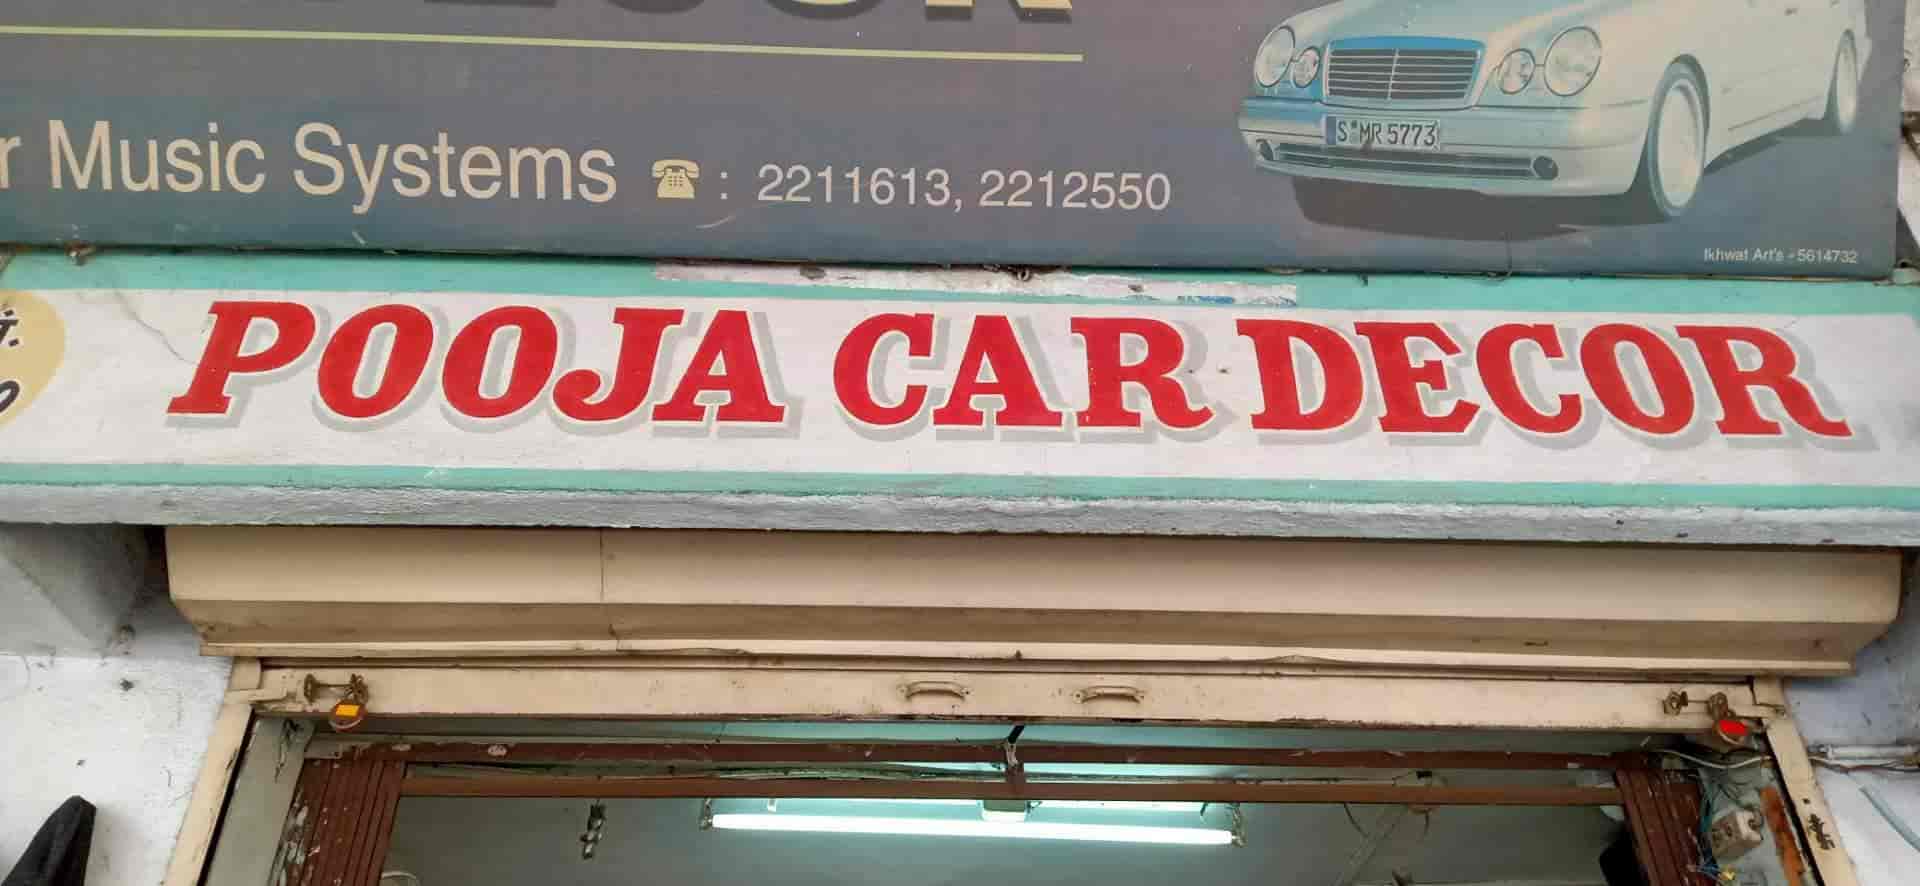 r Music Systems ☎ : 2211613, 2212550
S MR 5773
Ikhwat Art's - 5614732
POOJA CAR DECOR